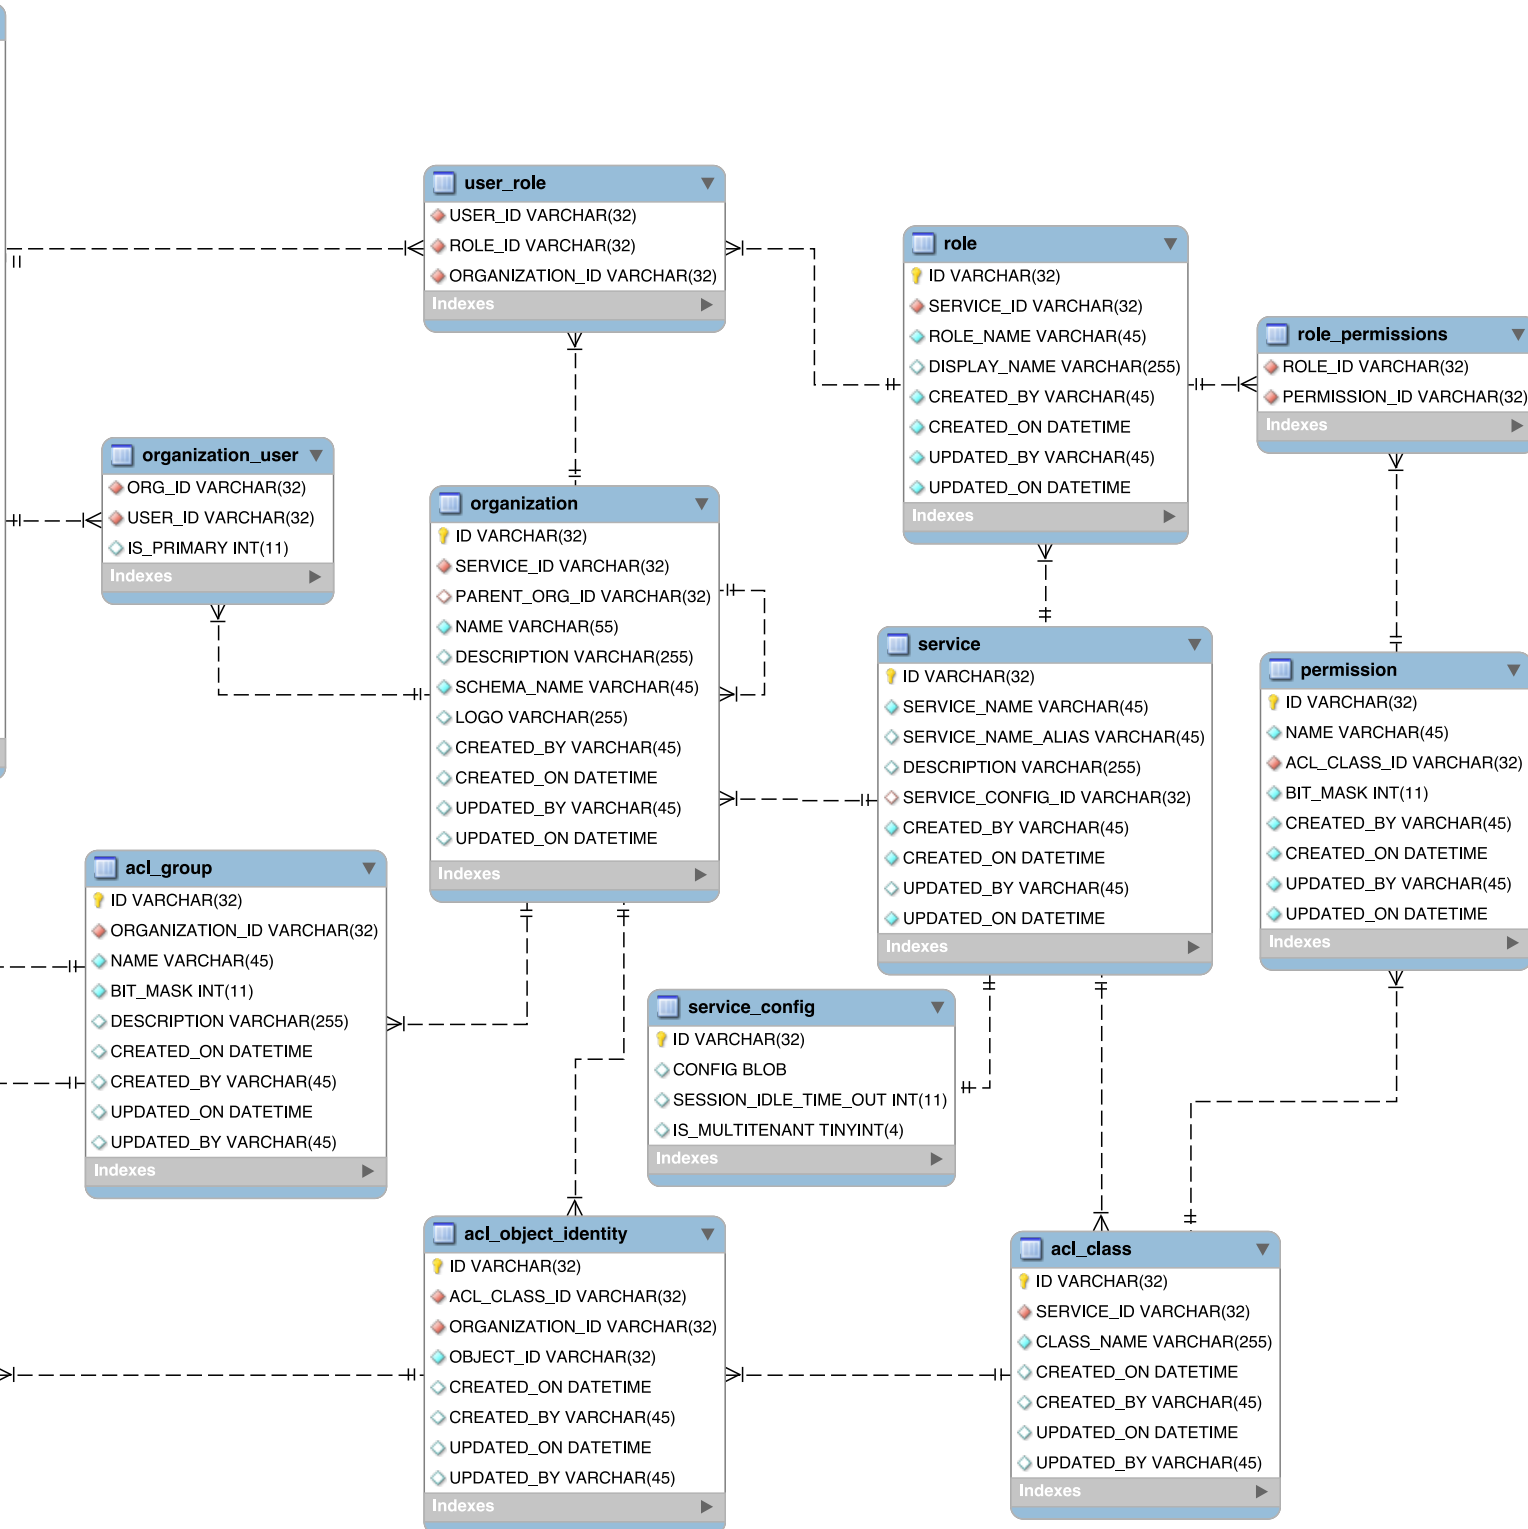 user_role
USER_ID VARCHAR(32)
ROLE_ID VARCHAR(32)
ORGANIZATION_ID VARCHAR(32)
Indexes
role
ID VARCHAR(32)
SERVICE_ID VARCHAR(32)
ROLE_NAME VARCHAR(45)
DISPLAY_NAME VARCHAR(255)
CREATED_BY VARCHAR(45)
CREATED_ON DATETIME
UPDATED_BY VARCHAR(45)
UPDATED_ON DATETIME
Indexes
role_permissions
ROLE_ID VARCHAR(32)
PERMISSION_ID VARCHAR(32)
Indexes
organization_user
ORG_ID VARCHAR(32)
USER_ID VARCHAR(32)
IS_PRIMARY INT(11)
Indexes
organization
ID VARCHAR(32)
SERVICE_ID VARCHAR(32)
PARENT_ORG_ID VARCHAR(32)
NAME VARCHAR(55)
DESCRIPTION VARCHAR(255)
SCHEMA_NAME VARCHAR(45)
LOGO VARCHAR(255)
CREATED_BY VARCHAR(45)
CREATED_ON DATETIME
UPDATED_BY VARCHAR(45)
UPDATED_ON DATETIME
Indexes
service
ID VARCHAR(32)
SERVICE_NAME VARCHAR(45)
SERVICE_NAME_ALIAS VARCHAR(45)
DESCRIPTION VARCHAR(255)
SERVICE_CONFIG_ID VARCHAR(32)
CREATED_BY VARCHAR(45)
CREATED_ON DATETIME
UPDATED_BY VARCHAR(45)
UPDATED_ON DATETIME
Indexes
permission
ID VARCHAR(32)
NAME VARCHAR(45)
ACL_CLASS_ID VARCHAR(32)
BIT_MASK INT(11)
CREATED_BY VARCHAR(45)
CREATED_ON DATETIME
UPDATED_BY VARCHAR(45)
UPDATED_ON DATETIME
Indexes
acl_group
ID VARCHAR(32)
ORGANIZATION_ID VARCHAR(32)
NAME VARCHAR(45)
BIT_MASK INT(11)
DESCRIPTION VARCHAR(255)
CREATED_ON DATETIME
CREATED_BY VARCHAR(45)
UPDATED_ON DATETIME
UPDATED_BY VARCHAR(45)
Indexes
service_config
ID VARCHAR(32)
CONFIG BLOB
SESSION_IDLE_TIME_OUT INT(11)
IS_MULTITENANT TINYINT(4)
Indexes
acl_object_identity
ID VARCHAR(32)
ACL_CLASS_ID VARCHAR(32)
ORGANIZATION_ID VARCHAR(32)
OBJECT_ID VARCHAR(32)
CREATED_ON DATETIME
CREATED_BY VARCHAR(45)
UPDATED_ON DATETIME
UPDATED_BY VARCHAR(45)
Indexes
acl_class
ID VARCHAR(32)
SERVICE_ID VARCHAR(32)
CLASS_NAME VARCHAR(255)
CREATED_ON DATETIME
CREATED_BY VARCHAR(45)
UPDATED_ON DATETIME
UPDATED_BY VARCHAR(45)
Indexes